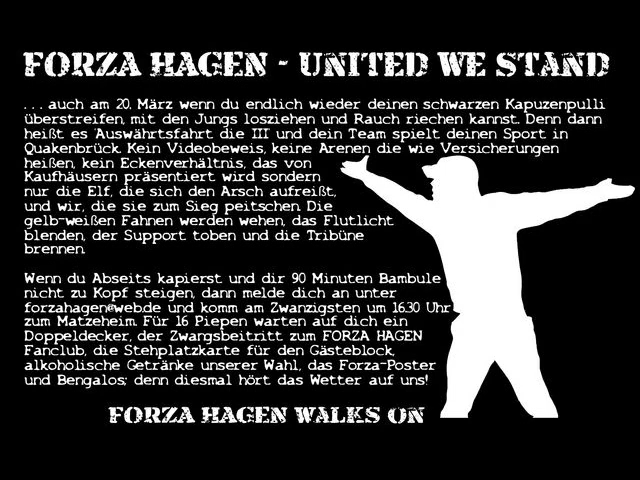 FORZA HAGEN - UNITED WE STAND
. . . auch am 20. März wenn du endlich wieder deinen schwarzen Kapuzenpulli
überstreifen, mit den Jungs losziehen und Rauch riechen kannst. Denn dann
heißt es 'Auswährtsfahrt die III' und dein Team spielt deinen Sport in
Quakenbrück. Kein Videobeweis, keine Arenen die wie Versicherungen
heißen, kein Eckenverhältnis, das von
Kaufhäusern präsentiert wird sondern
nur die Elf, die sich den Arsch aufreißt,
und wir, die sie zum Sieg peitschen. Die
gelb-weißen Fahnen werden wehen, das Flutlicht
blenden, der Support toben und die Tribüne
brennen.
Wenn du Abseits kapierst und dir 90 Minuten Bambule
nicht zu Kopf steigen, dann melde dich an unter
forzahagen@web.de und komm am Zwanzigsten um 16.30 Uhr
zum Matzeheim. Für 16 Piepen warten auf dich ein
Doppeldecker, der Zwangsbeitritt zum FORZA HAGEN
Fanclub, die Stehplatzkarte für den Gästeblock,
alkoholische Getränke unserer Wahl, das Forza-Poster
und Bengalos; denn diesmal hört das Wetter auf uns!
FORZA HAGEN WALKS ON